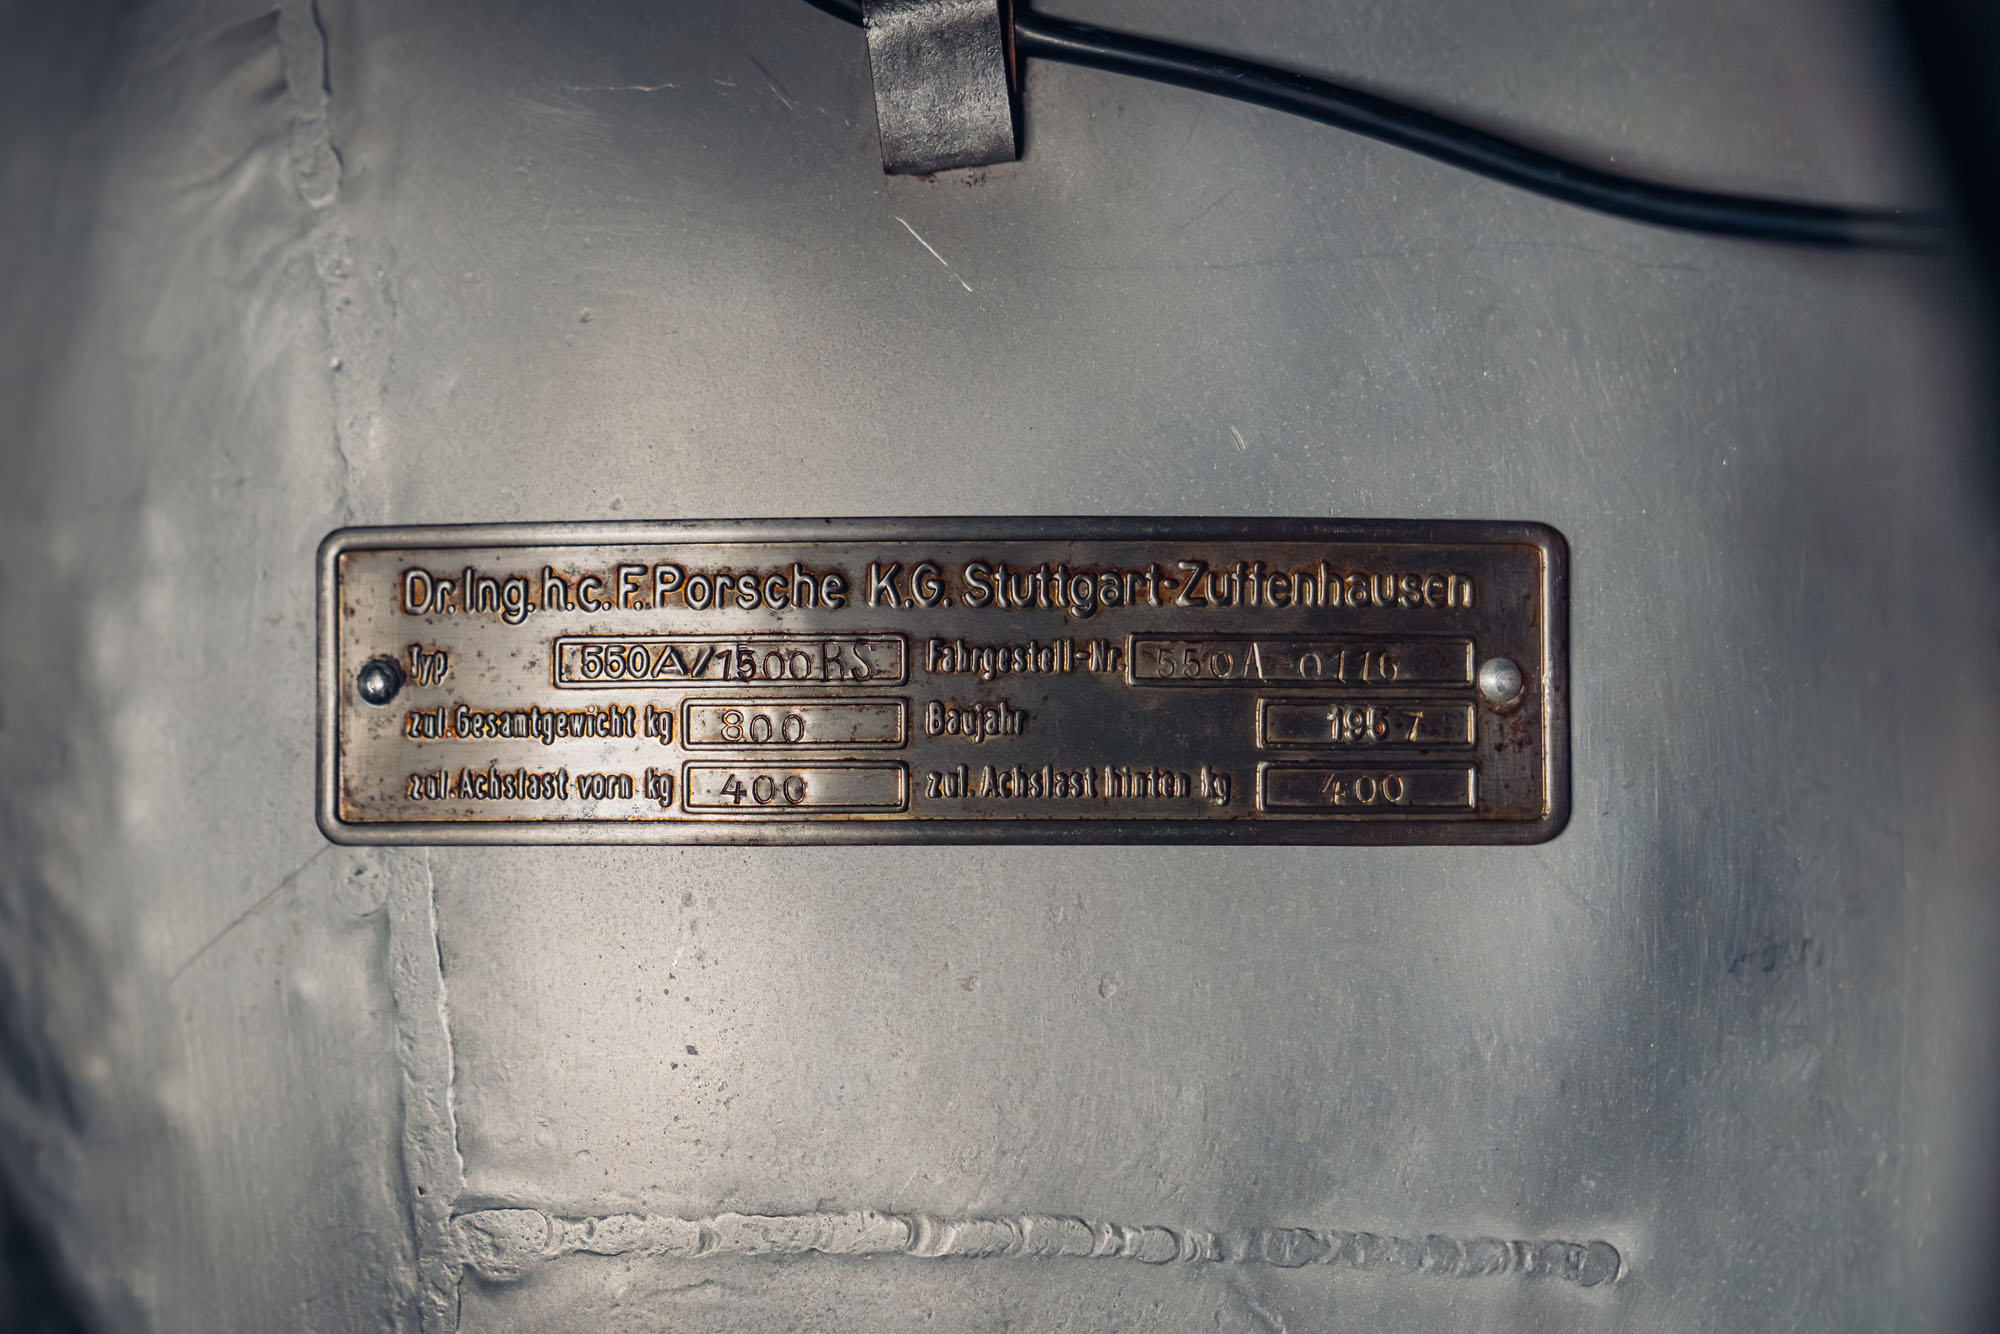 Dr. Ing. h.c. F. Porsche K.G. Stuttgart-Zuffenhausen
Typ 550A/1500RS Fahrgestell-Nr. 550A-0116
zul. Gesamtgewicht kg 800 Baujahr 1957
zul. Achslast vorn kg 400 zul. Achslast hinten kg 400